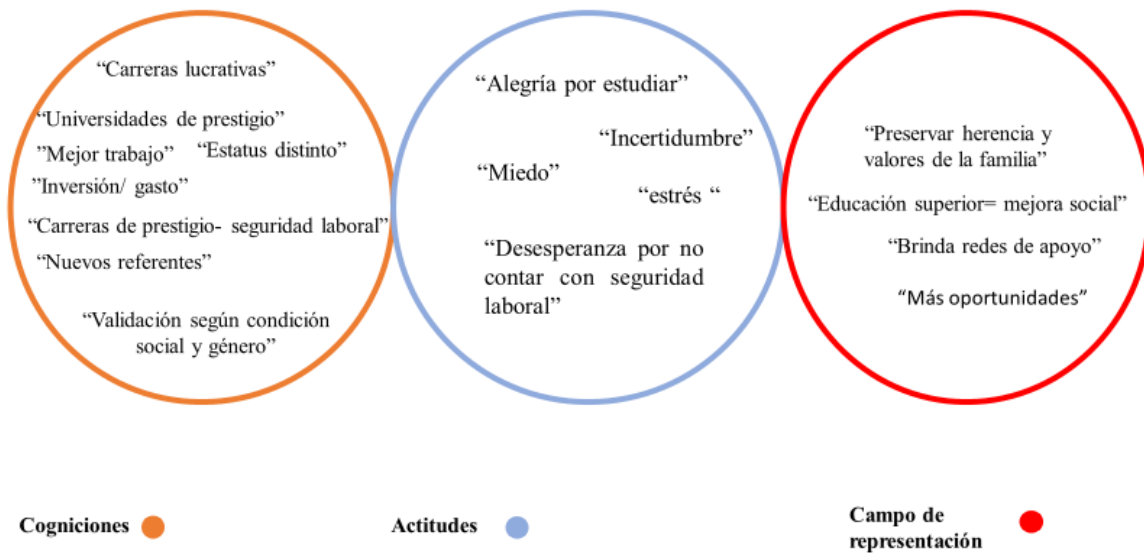 “Carreras lucrativas”
“Universidades de prestigio”
“Mejor trabajo” “Estatus distinto”
“Inversión/ gasto”
“Carreras de prestigio- seguridad laboral”
“Nuevos referentes”
“Validación según condición
social y género”
“Alegría por estudiar”
“Incertidumbre”
“Miedo”
“estrés “
“Desesperanza por no
contar con seguridad
laboral”
“Preservar herencia y
valores de la familia”
“Educación superior= mejora social”
“Brinda redes de apoyo”
“Más oportunidades”
Cogniciones
Actitudes
Campo de
representación